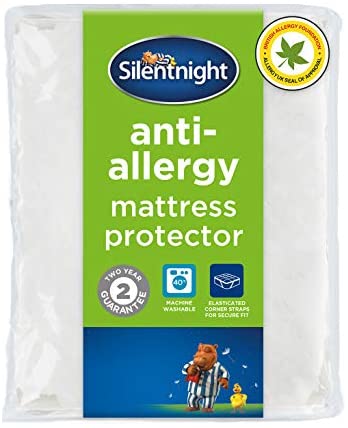 Silentnight
BRITISH ALLERGY FOUNDATION
ALLERGY UK SEAL OF APPROVAL
anti-
allergy
mattress
protector
TWO YEAR
2
GUARANTEE
40°
MACHINE
WASHABLE
ELASTICATED
CORNER STRAPS
FOR SECURE FIT